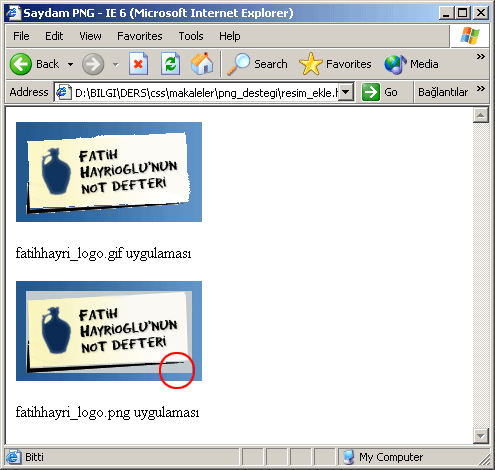 Saydam PNG - IE 6 (Microsoft Internet Explorer)
File Edit View Favorites Tools Help
Back Search Favorites Media
Address D:\BILGI\DERS\css\makaleler\png_destegi\resim_ekle.h Go Bağlantılar
FATIH
HAYRIOGLU'NUN
NOT DEFTERI
fatihhayri_logo.gif uygulaması
FATIH
HAYRIOGLU'NUN
NOT DEFTERI
fatihhayri_logo.png uygulaması
Bitti My Computer